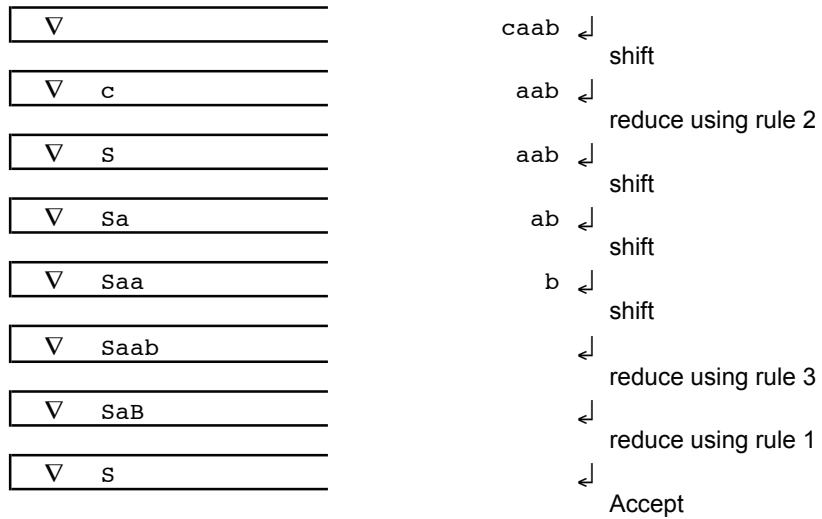 ∇ caab ↲
shift
∇ c aab ↲
reduce using rule 2
∇ S aab ↲
shift
∇ Sa ab ↲
shift
∇ Saa b ↲
shift
∇ Saab ↲
reduce using rule 3
∇ SaB ↲
reduce using rule 1
∇ S ↲
Accept